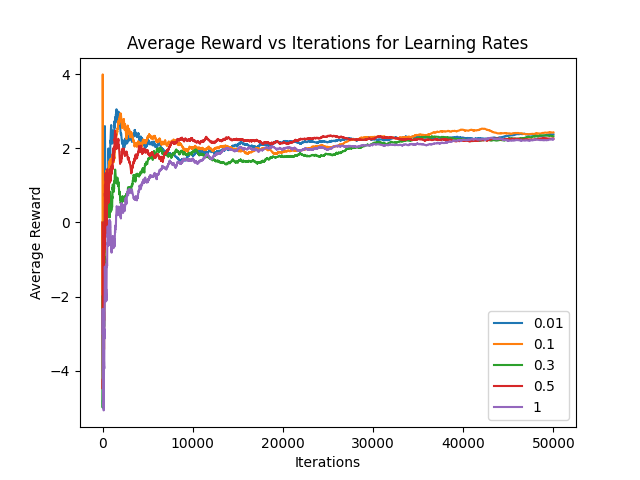 Average Reward vs Iterations for Learning Rates
Average Reward
4
2
0
−2
−4
0.01
0.1
0.3
0.5
1
0 10000 20000 30000 40000 50000
Iterations